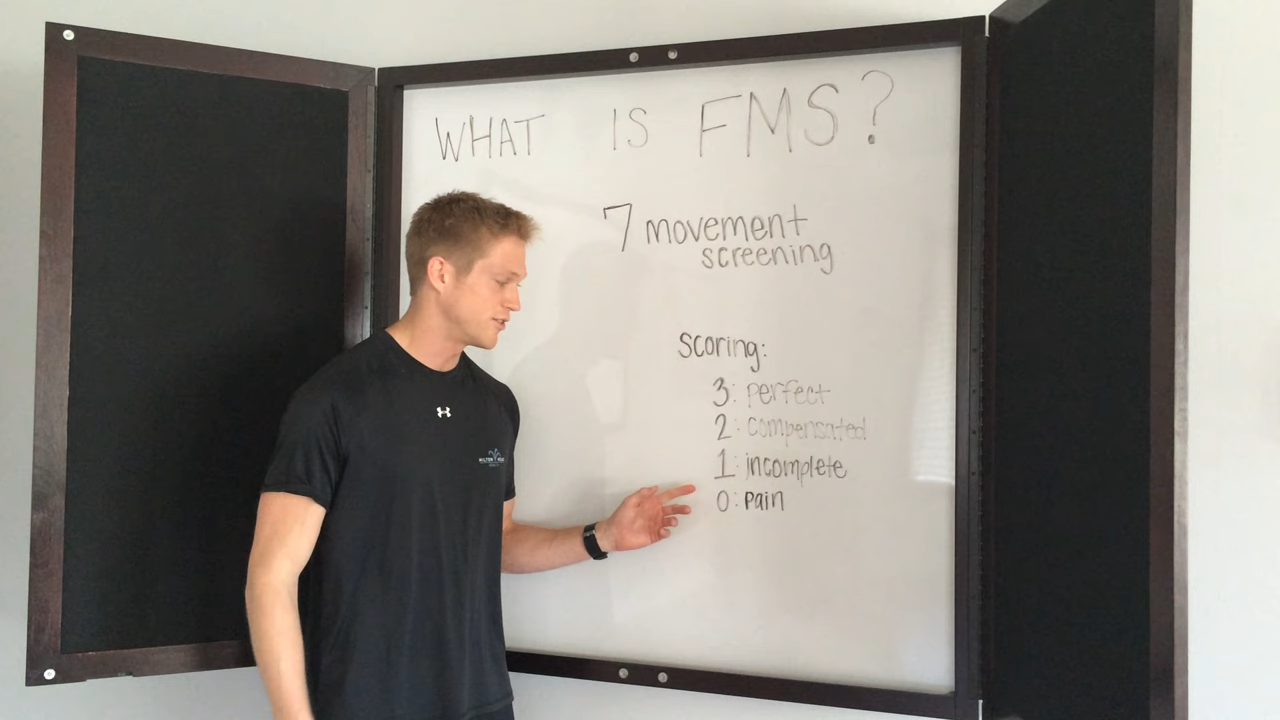 WHAT IS FMS?
7 movement
screening
Scoring:
3: perfect
2: compensated
1: incomplete
0: pain